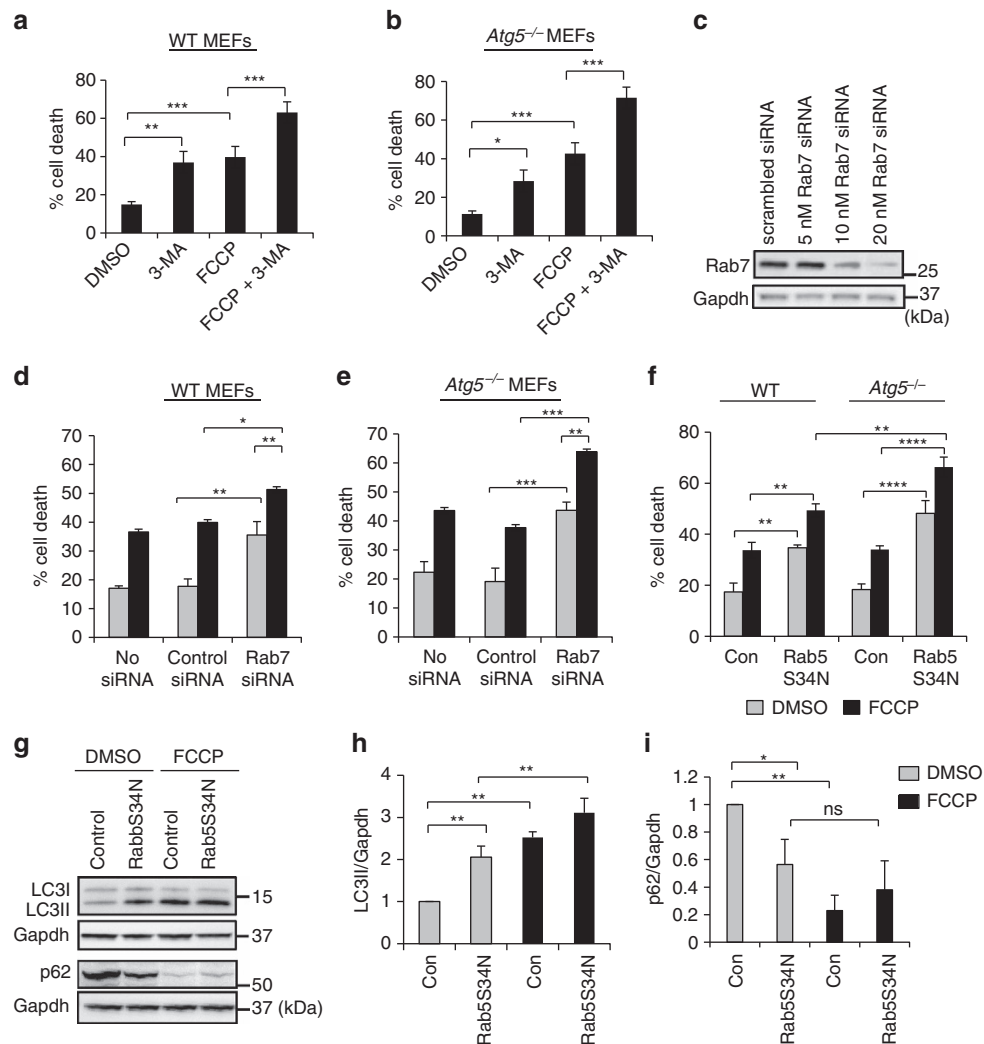 a
WT MEFs
% cell death
80
60
40
20
0
***
***
**
DMSO
3-MA
FCCP
FCCP + 3-MA
b
Atg5–/– MEFs
% cell death
80
60
40
20
0
***
***
*
DMSO
3-MA
FCCP
FCCP + 3-MA
c
scrambled siRNA
5 nM Rab7 siRNA
10 nM Rab7 siRNA
20 nM Rab7 siRNA
Rab7
25
Gapdh
37
(kDa)
d
WT MEFs
% cell death
70
60
50
40
30
20
10
0
*
**
**
No siRNA
Control siRNA
Rab7 siRNA
e
Atg5–/– MEFs
% cell death
70
60
50
40
30
20
10
0
***
**
***
No siRNA
Control siRNA
Rab7 siRNA
f
WT
Atg5–/–
% cell death
80
60
40
20
0
**
****
**
****
**
Con
Rab5 S34N
Con
Rab5 S34N
DMSO
FCCP
g
DMSO
FCCP
Control
RabbS34N
Control
Rab5S34N
LC3I
LC3II
15
Gapdh
37
p62
50
Gapdh
37 (kDa)
h
LC3II/Gapdh
4
3
2
1
0
**
**
**
Con
Rab5S34N
Con
Rab5S34N
i
p62/Gapdh
1.2
1
0.8
0.6
0.4
0.2
0
*
**
ns
DMSO
FCCP
Con
Rab5S34N
Con
Rab5S34N